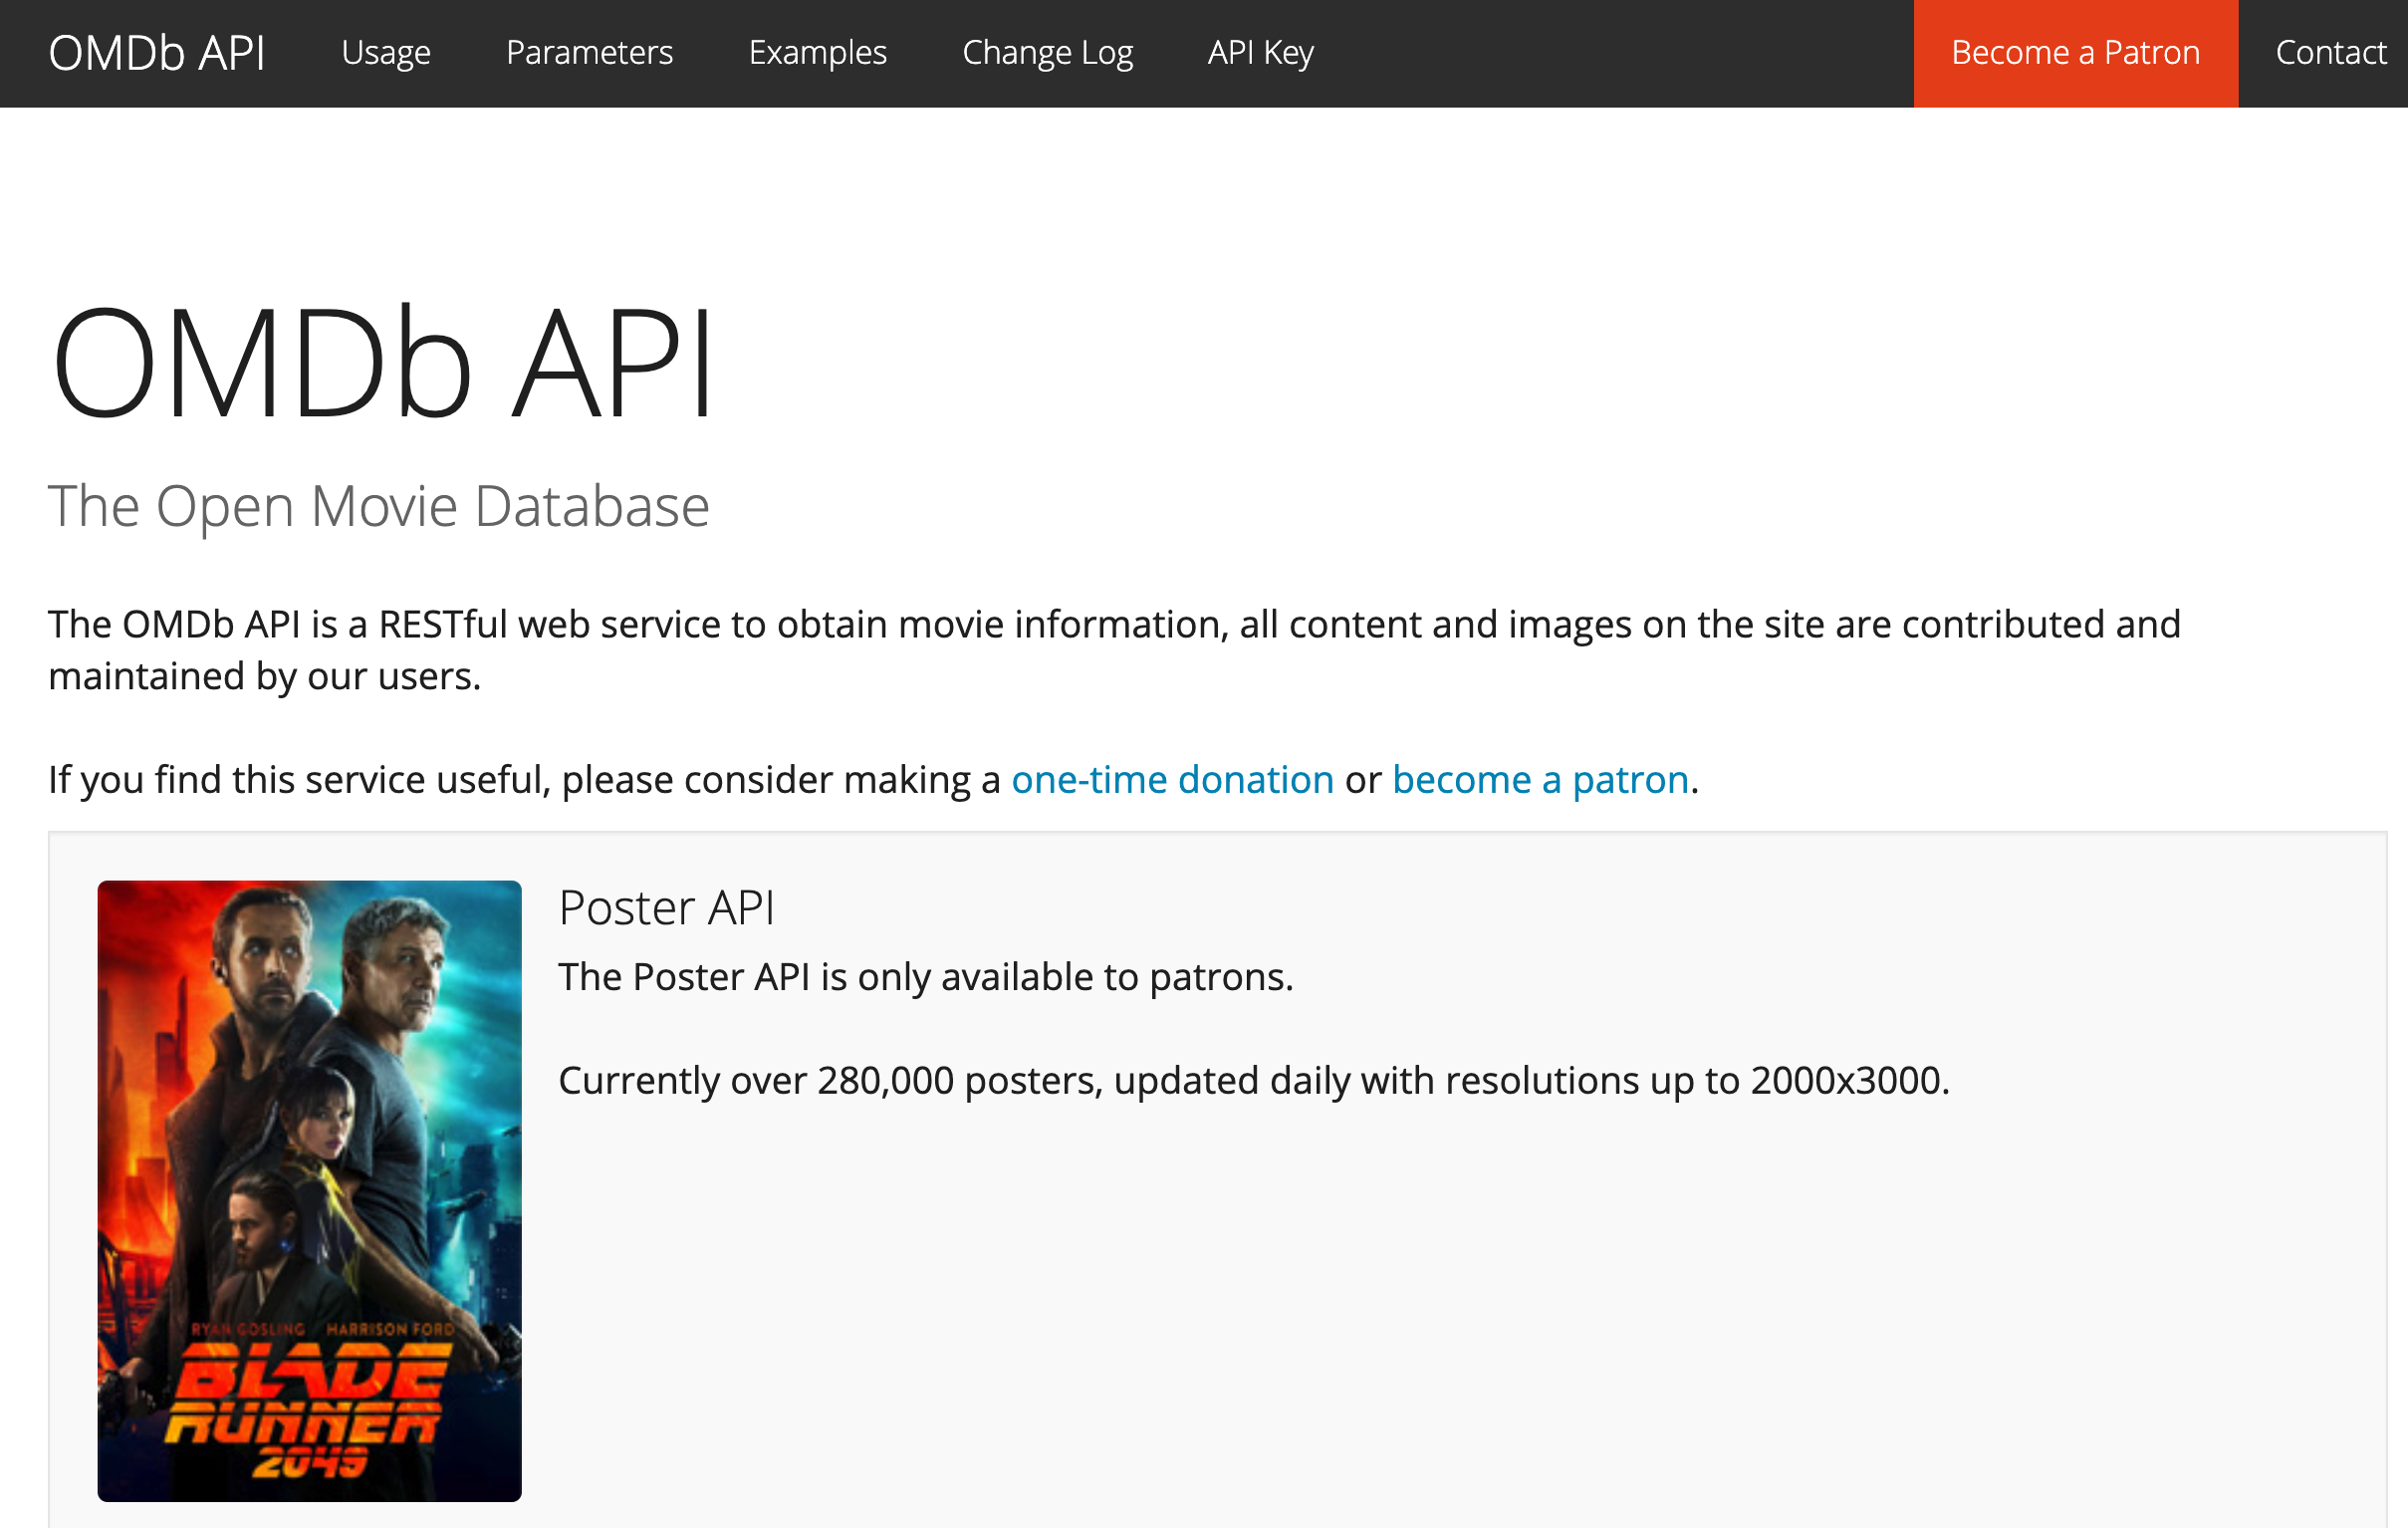 OMDb API Usage Parameters Examples Change Log API Key Become a Patron Contact
OMDb API
The Open Movie Database
The OMDb API is a RESTful web service to obtain movie information, all content and images on the site are contributed and
maintained by our users.
If you find this service useful, please consider making a one-time donation or become a patron.
Poster API
The Poster API is only available to patrons.
Currently over 280,000 posters, updated daily with resolutions up to 2000x3000.
RYAN GOSLING HARRISON FORD
BLADE
RUNNER
2049